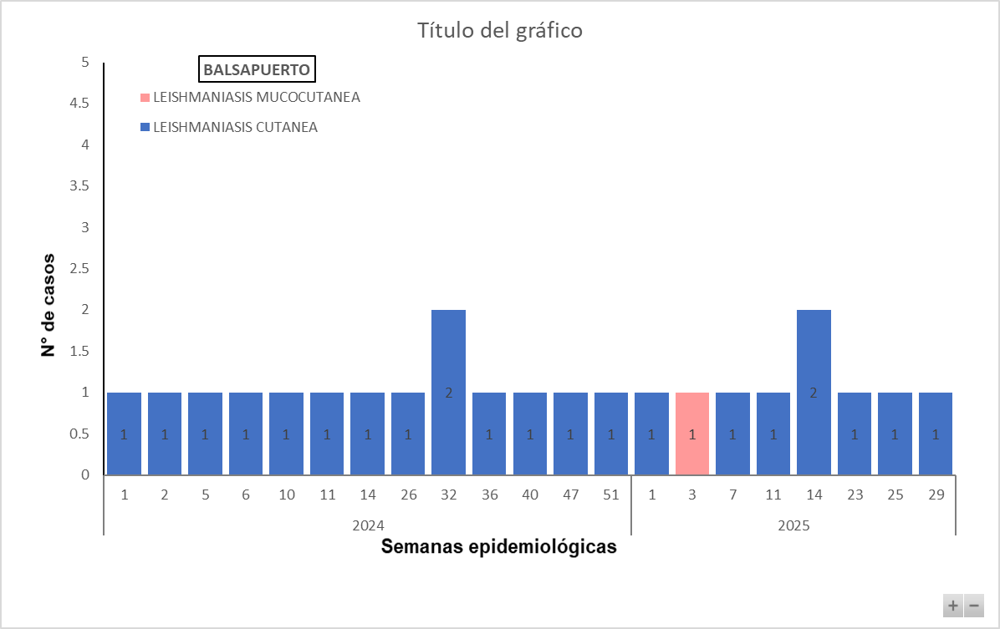 Título del gráfico
BALSAPUERTO
LEISHMANIASIS MUCOCUTANEA
LEISHMANIASIS CUTANEA
5
4.5
4
3.5
3
2.5
2
1.5
1
0.5
0
N° de casos
1 1 1 1 1 1 1 1 2 1 1 1 1 1 1 1 1 2 1 1 1
1 2 5 6 10 11 14 26 32 36 40 47 51 1 3 7 11 14 23 25 29
2024 2025
Semanas epidemiológicas
+ −